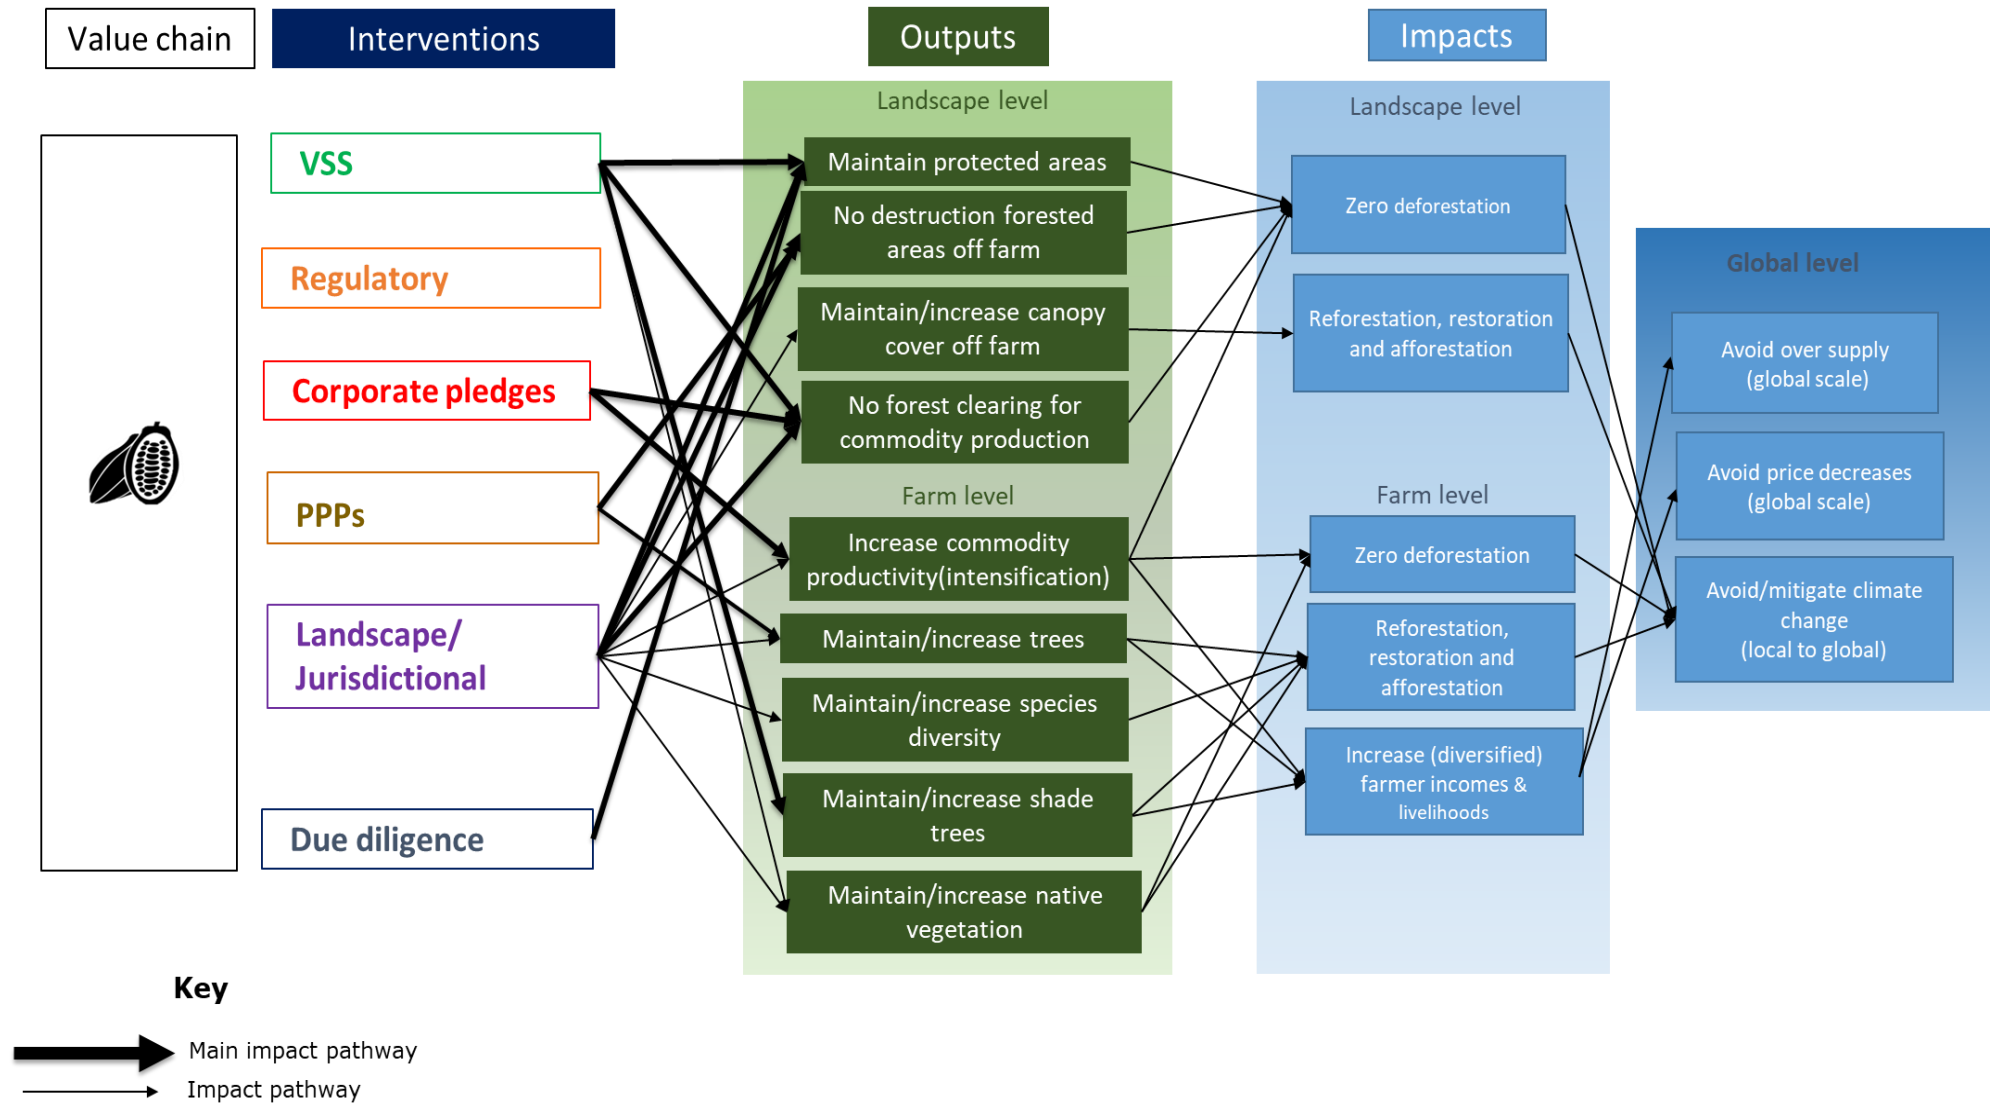 Value chain
Interventions
Outputs
Impacts
VSS
Regulatory
Corporate pledges
PPPs
Landscape/
Jurisdictional
Due diligence
Landscape level
Maintain protected areas
No destruction forested
areas off farm
Maintain/increase canopy
cover off farm
No forest clearing for
commodity production
Farm level
Increase commodity
productivity(intensification)
Maintain/increase trees
Maintain/increase species
diversity
Maintain/increase shade
trees
Maintain/increase native
vegetation
Landscape level
Zero deforestation
Reforestation, restoration
and afforestation
Farm level
Zero deforestation
Reforestation,
restoration and
afforestation
Increase (diversified)
farmer incomes &
livelihoods
Global level
Avoid over supply
(global scale)
Avoid price decreases
(global scale)
Avoid/mitigate climate
change
(local to global)
Key
Main impact pathway
Impact pathway